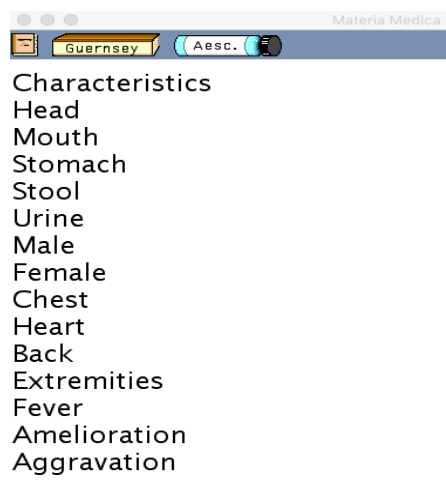 Materia Medica
Guernsey Aesc.
Characteristics
Head
Mouth
Stomach
Stool
Urine
Male
Female
Chest
Heart
Back
Extremities
Fever
Amelioration
Aggravation